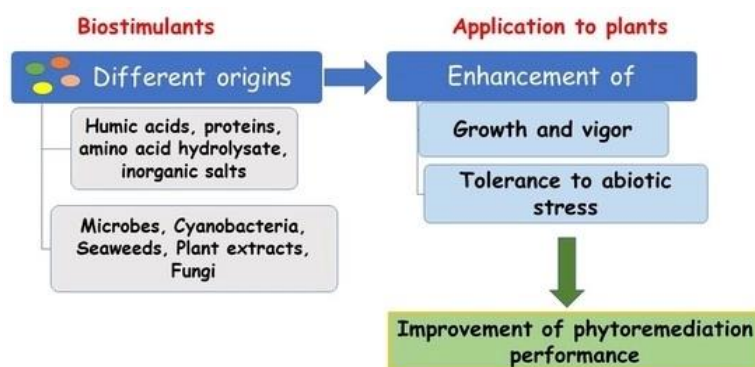 Biostimulants
Different origins
Humic acids, proteins,
amino acid hydrolysate,
inorganic salts
Microbes, Cyanobacteria,
Seaweeds, Plant extracts,
Fungi
Application to plants
Enhancement of
Growth and vigor
Tolerance to abiotic
stress
Improvement of phytoremediation
performance